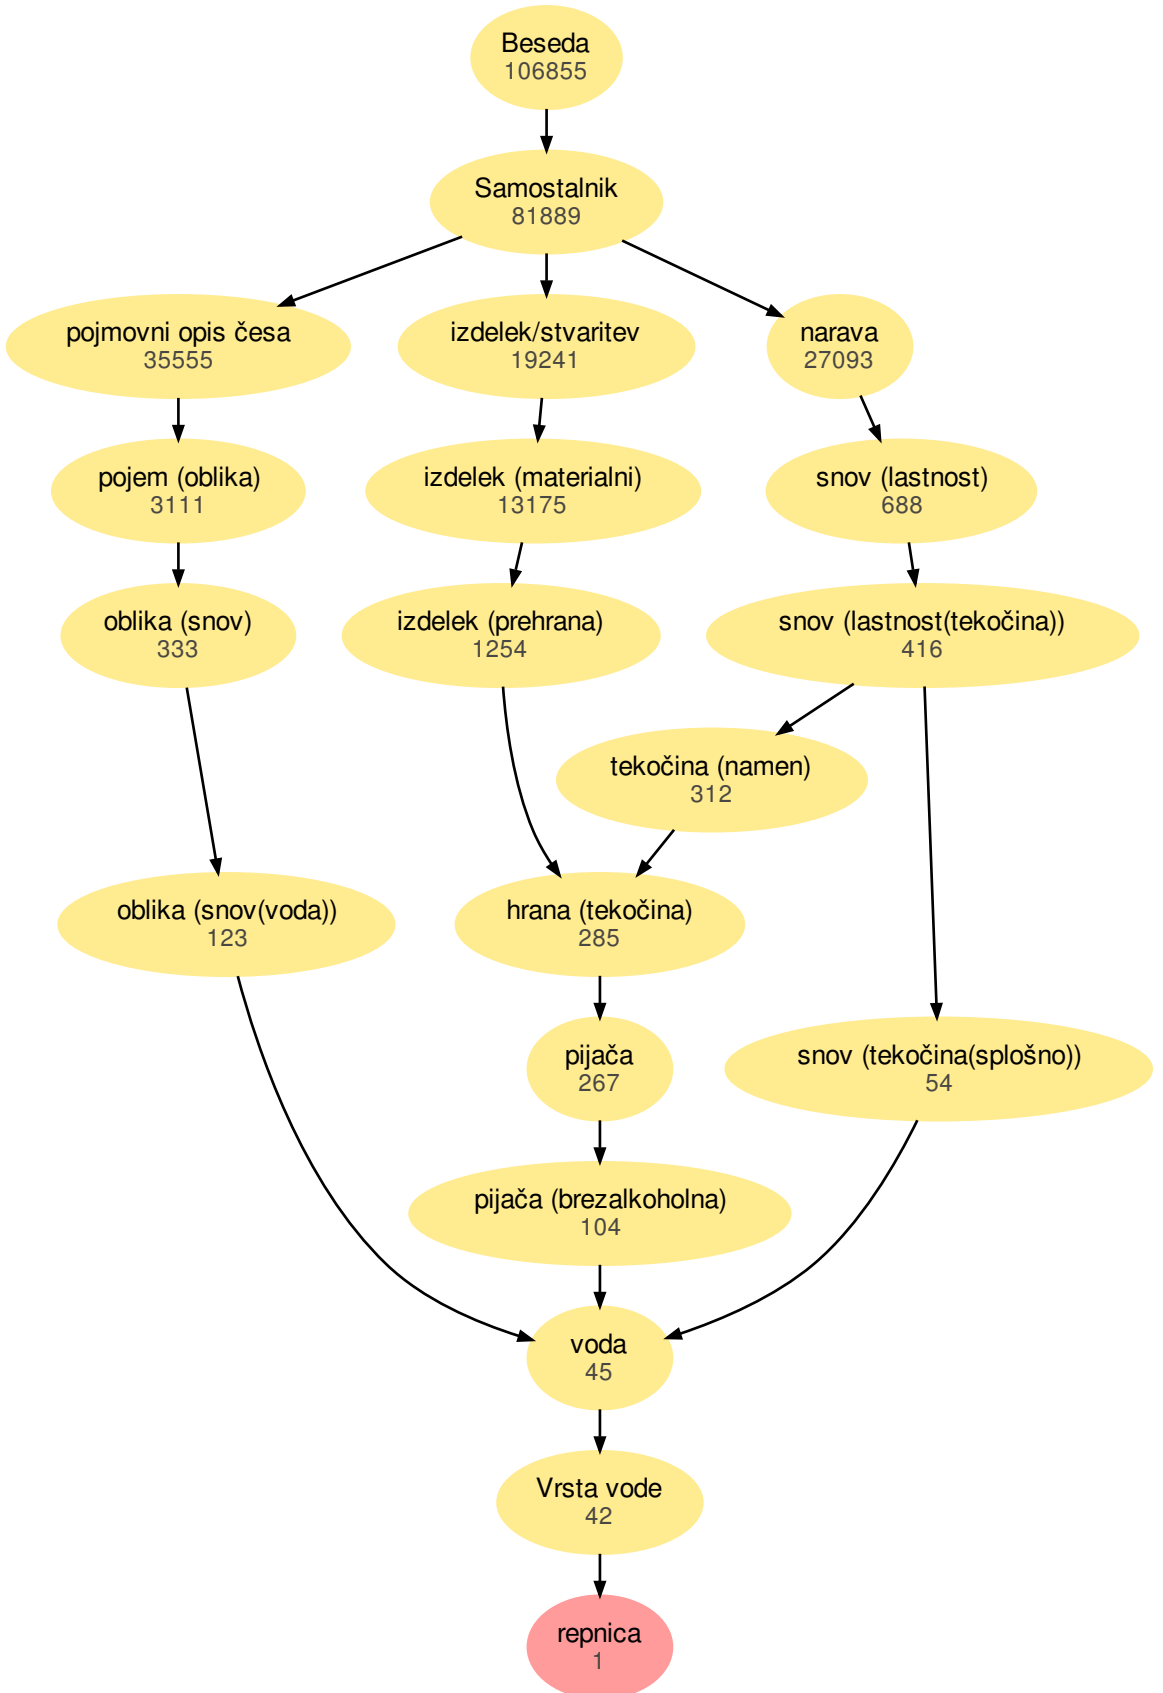 Beseda
106855
Samostalnik
81889
pojmovni opis česa
35555
izdelek/stvaritev
19241
narava
27093
pojem (oblika)
3111
izdelek (materialni)
13175
snov (lastnost)
688
oblika (snov)
333
izdelek (prehrana)
1254
snov (lastnost(tekočina))
416
tekočina (namen)
312
oblika (snov(voda))
123
hrana (tekočina)
285
pijača
267
snov (tekočina(splošno))
54
pijača (brezalkoholna)
104
voda
45
Vrsta vode
42
repnica
1